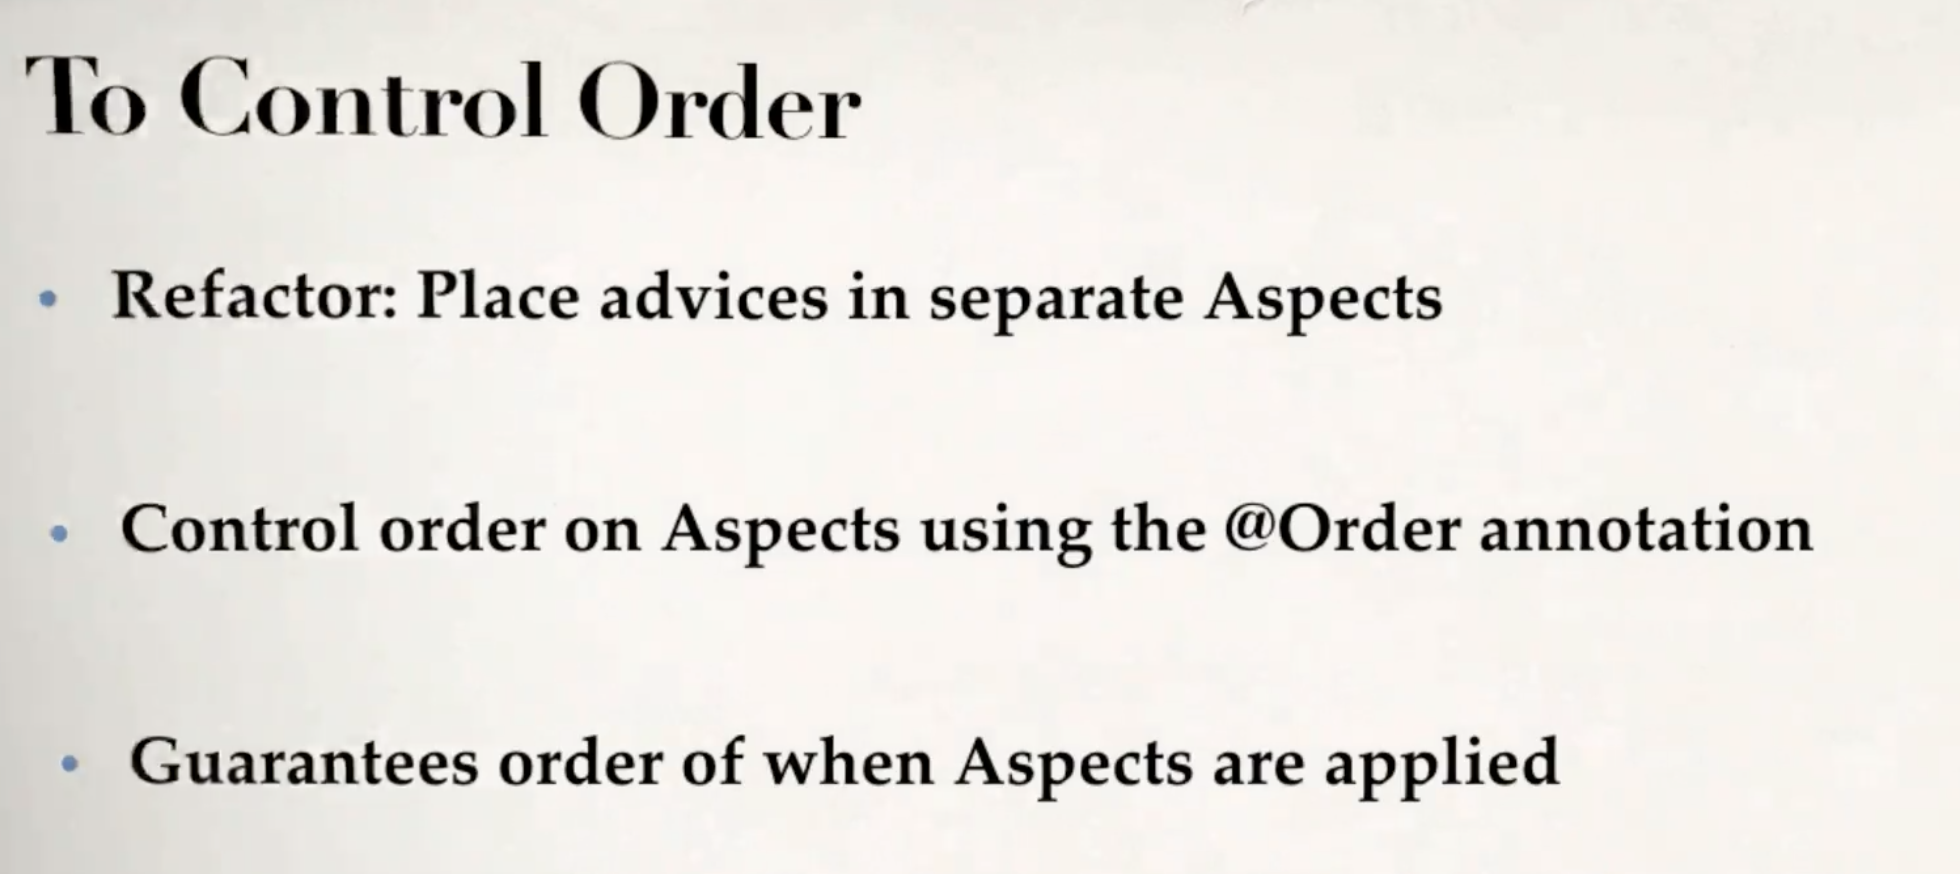 To Control Order
• Refactor: Place advices in separate Aspects
• Control order on Aspects using the @Order annotation
• Guarantees order of when Aspects are applied